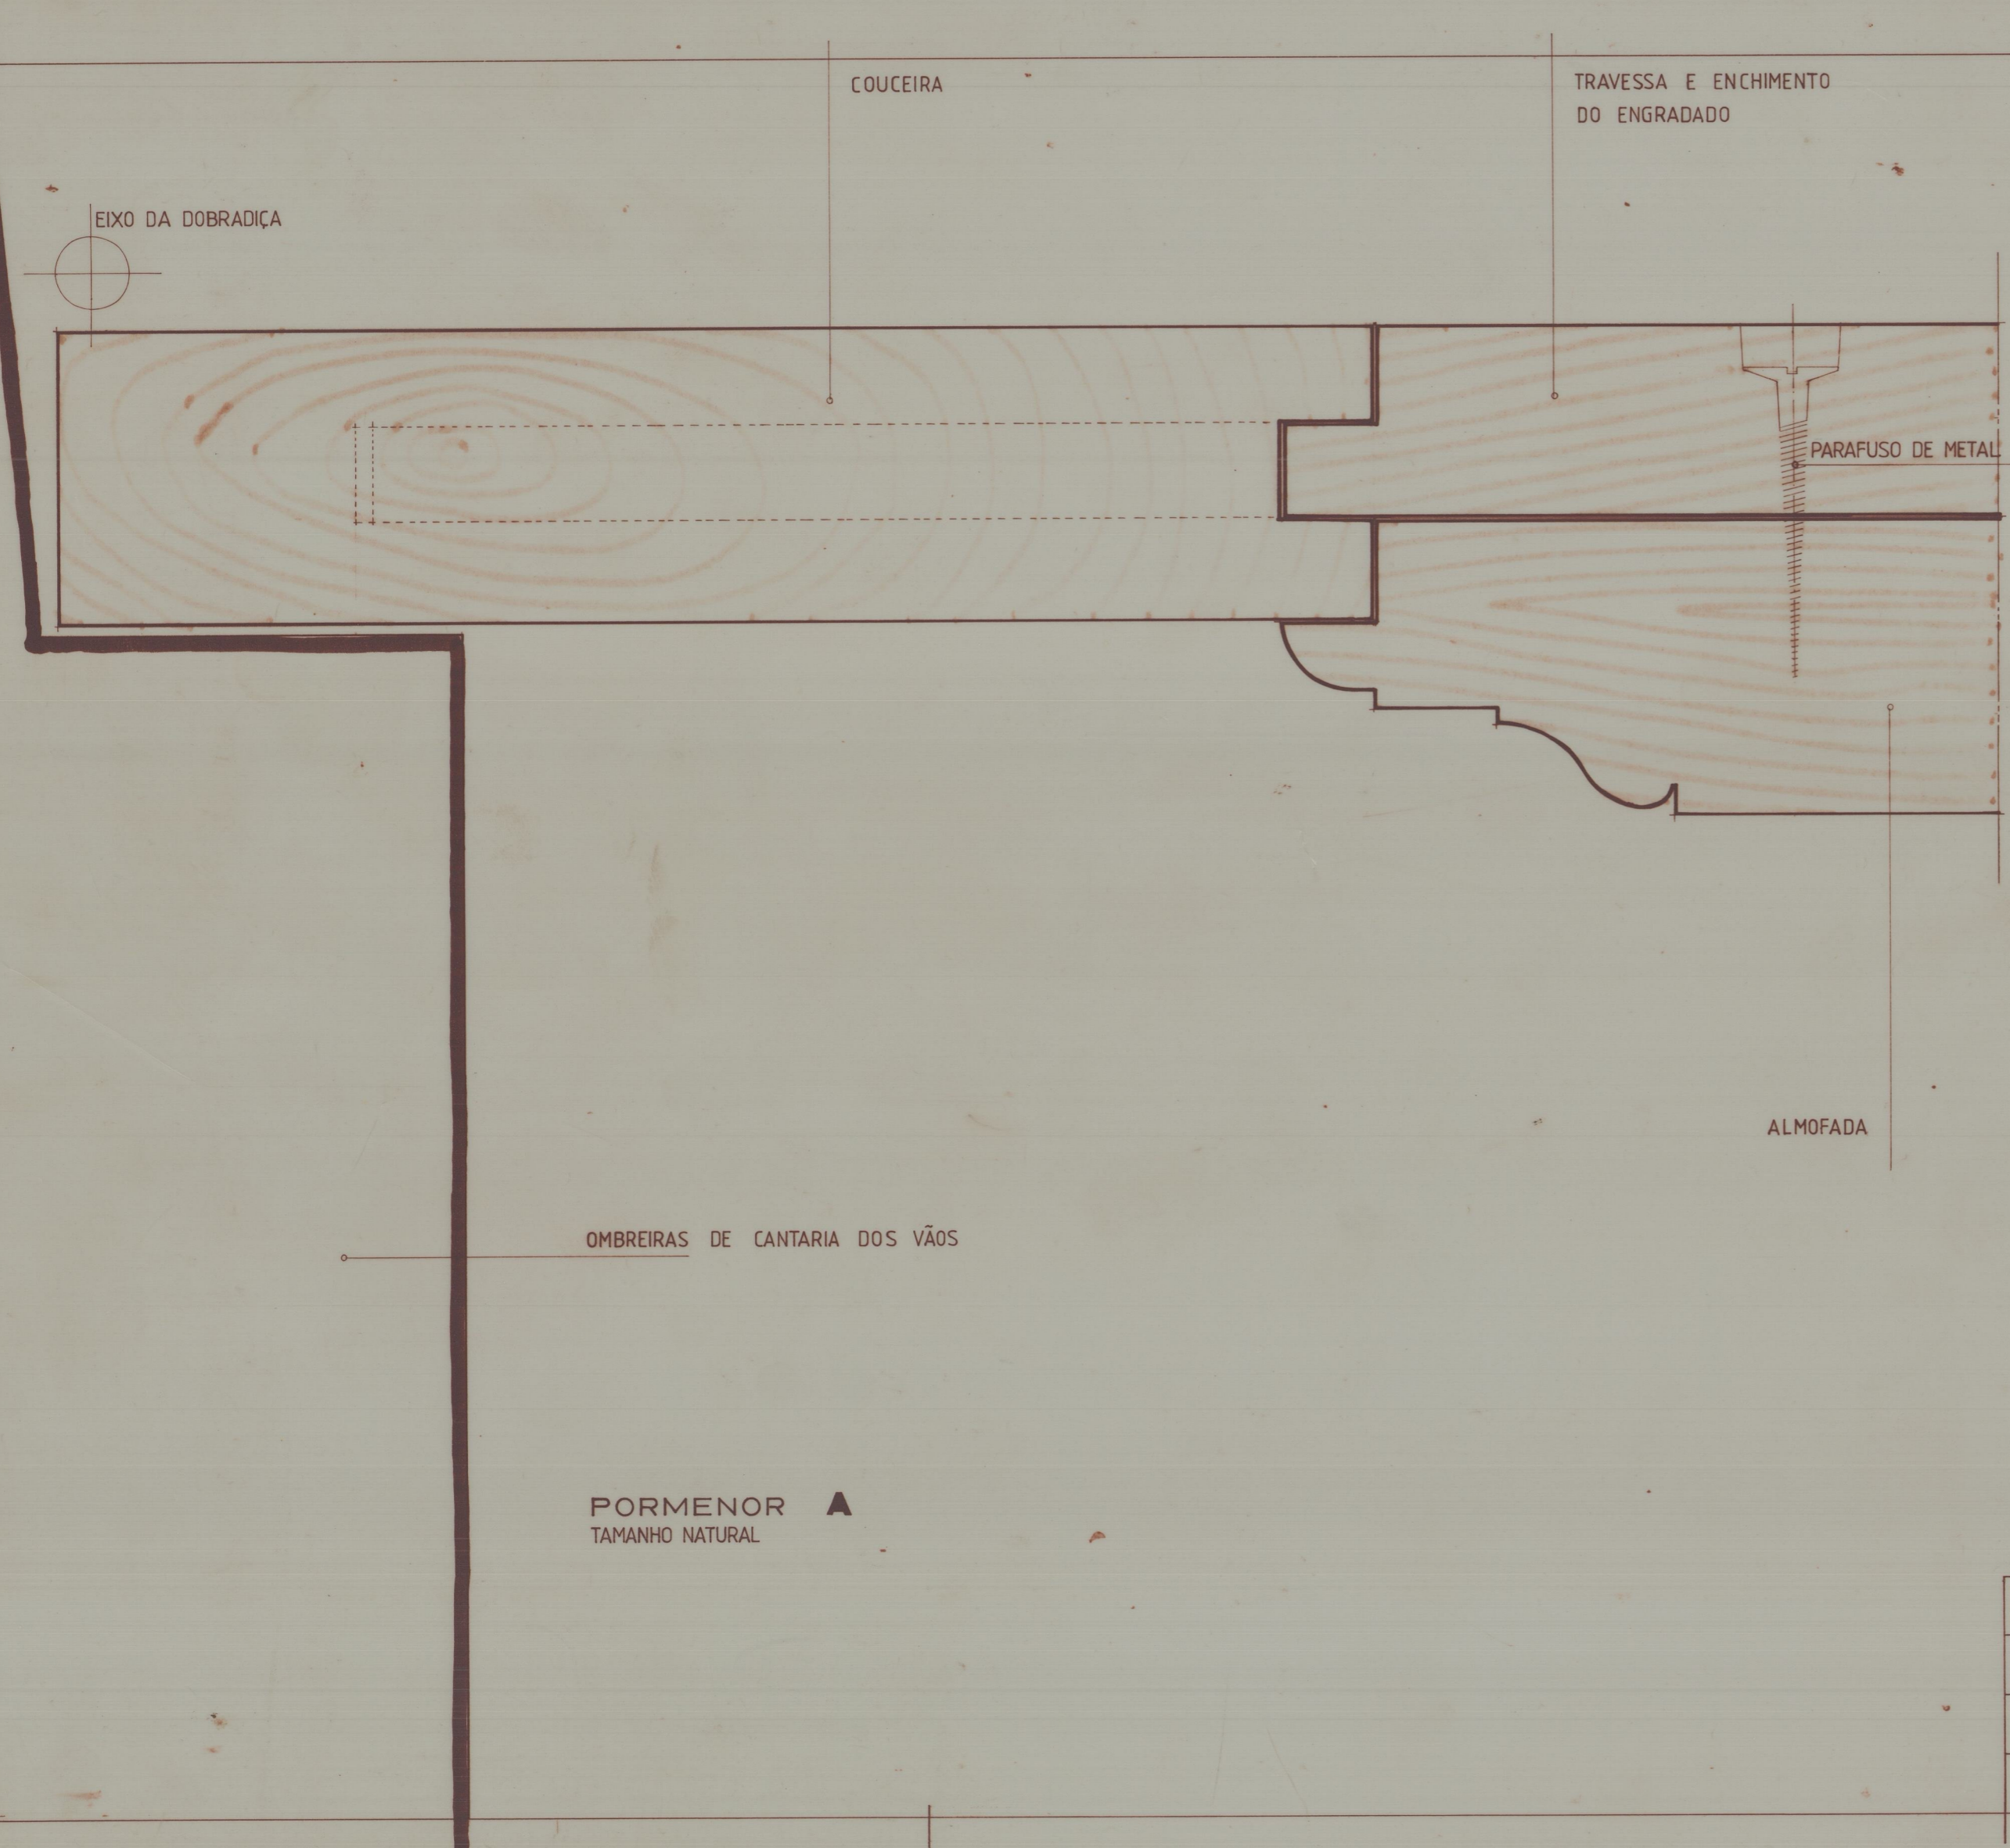 COUCEIRA
TRAVESSA E ENCHIMENTO
DO ENGRADADO
EIXO DA DOBRADIÇA
PARAFUSO DE METAL
ALMOFADA
OMBREIRAS DE CANTARIA DOS VÃOS
PORMENOR A
TAMANHO NATURAL